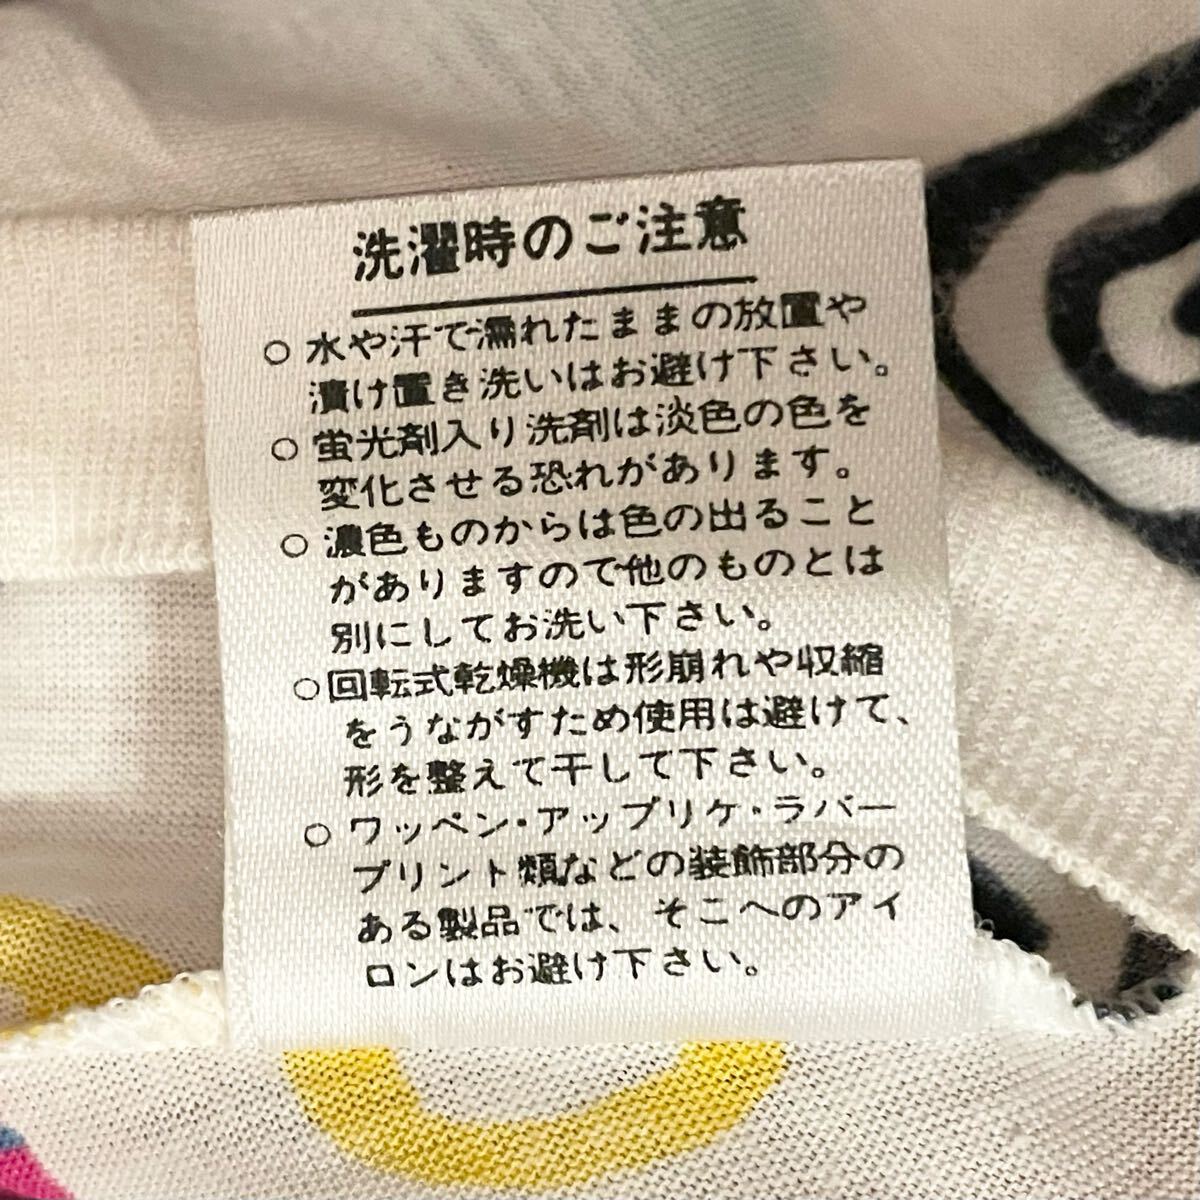 洗濯時のご注意
○ 水や汗で濡れたままの放置や
漬け置き洗いはお避け下さい。
○ 蛍光剤入り洗剤は淡色の色を
変化させる恐れがあります。
○ 濃色ものからは色の出ること
がありますので他のものとは
別にしてお洗い下さい。
○ 回転式乾燥機は形崩れや収縮
をうながすため使用は避けて、
形を整えて干して下さい。
○ ワッペン・アップリケ・ラバー
プリント類などの装飾部分の
ある製品では、そこへのアイ
ロンはお避け下さい。